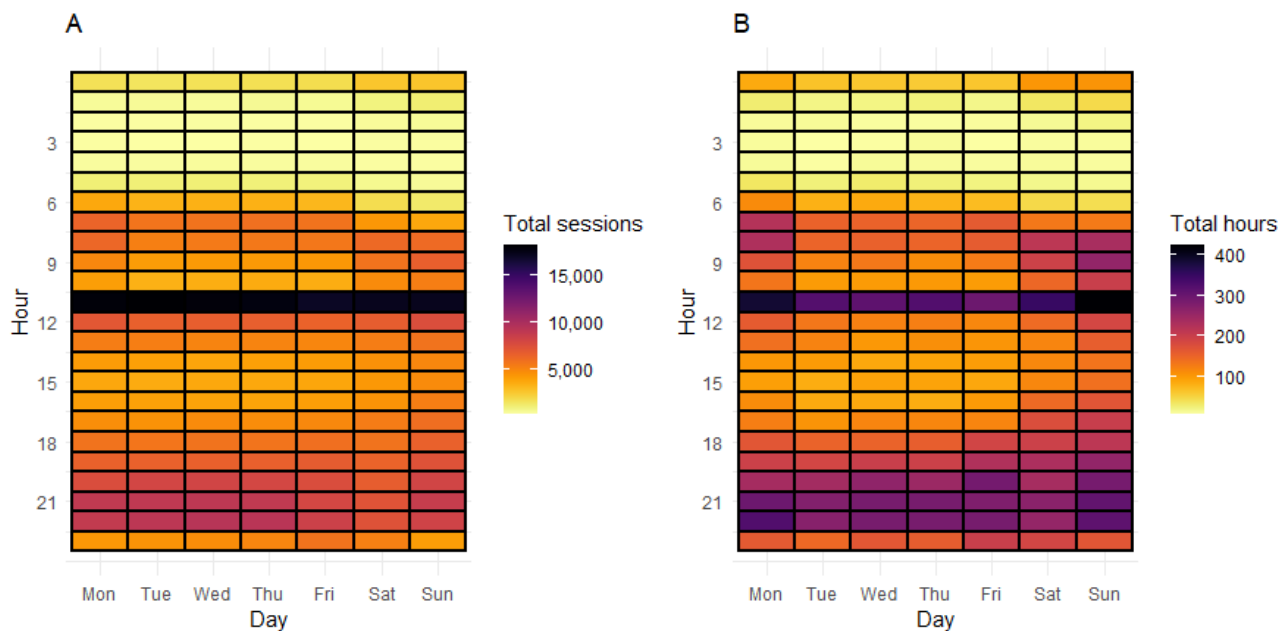 A
Hour
3
6
9
12
15
18
21
Mon Tue Wed Thu Fri Sat Sun
Day
Total sessions
15,000
10,000
5,000
B
Hour
3
6
9
12
15
18
21
Mon Tue Wed Thu Fri Sat Sun
Day
Total hours
400
300
200
100